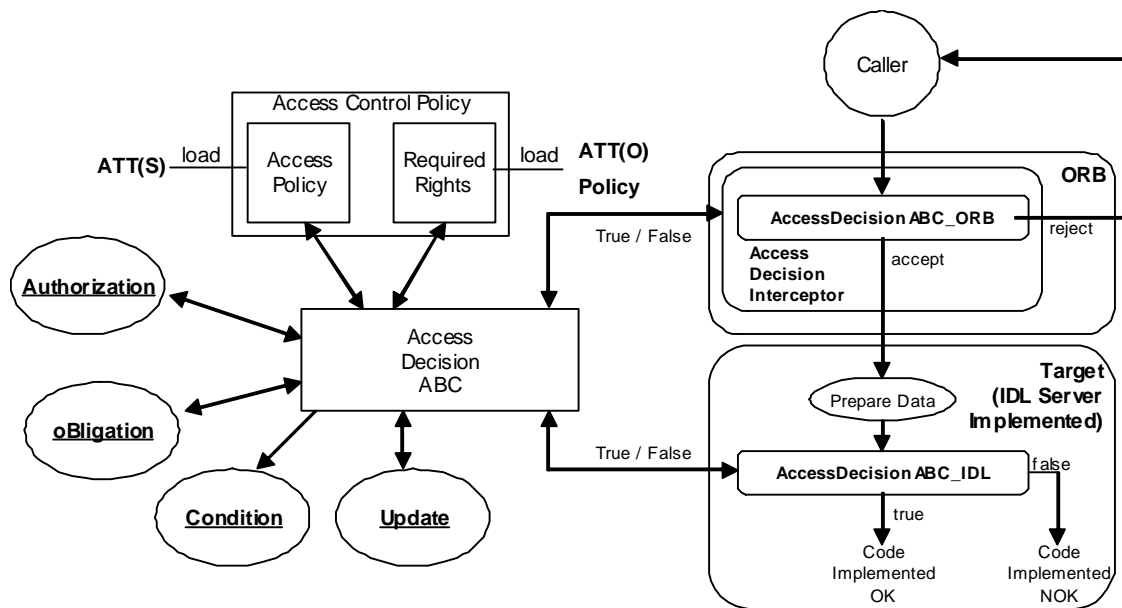 Caller
Access Control Policy
ATT(S)
load
Access
Policy
Required
Rights
load
ATT(O)
Policy
ORB
AccessDecision ABC_ORB
reject
True / False
accept
Access
Decision
Interceptor
Authorization
Access
Decision
ABC
oBligation
Condition
Update
Target
(IDL Server
Implemented)
Prepare Data
True / False
AccessDecision ABC_IDL
false
true
Code
Implemented
OK
Code
Implemented
NOK